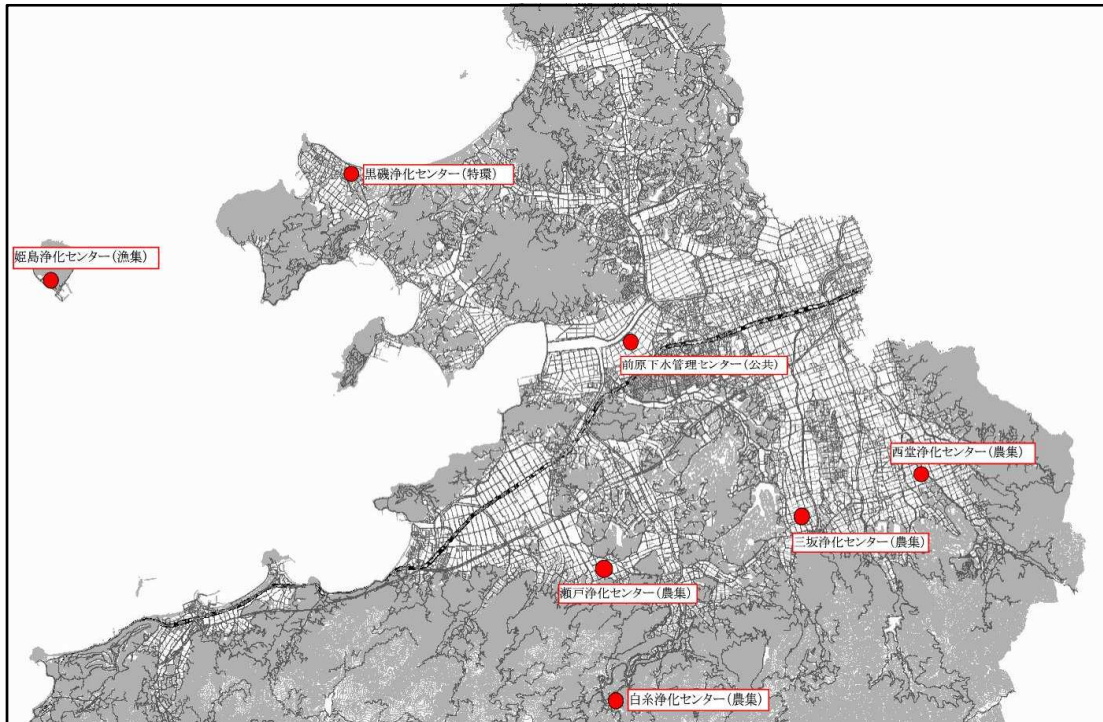 黒磯浄化センター(特環)
姫島浄化センター(漁集)
前原下水管理センター(公共)
西堂浄化センター(農集)
三坂浄化センター(農集)
瀬戸浄化センター(農集)
白糸浄化センター(農集)